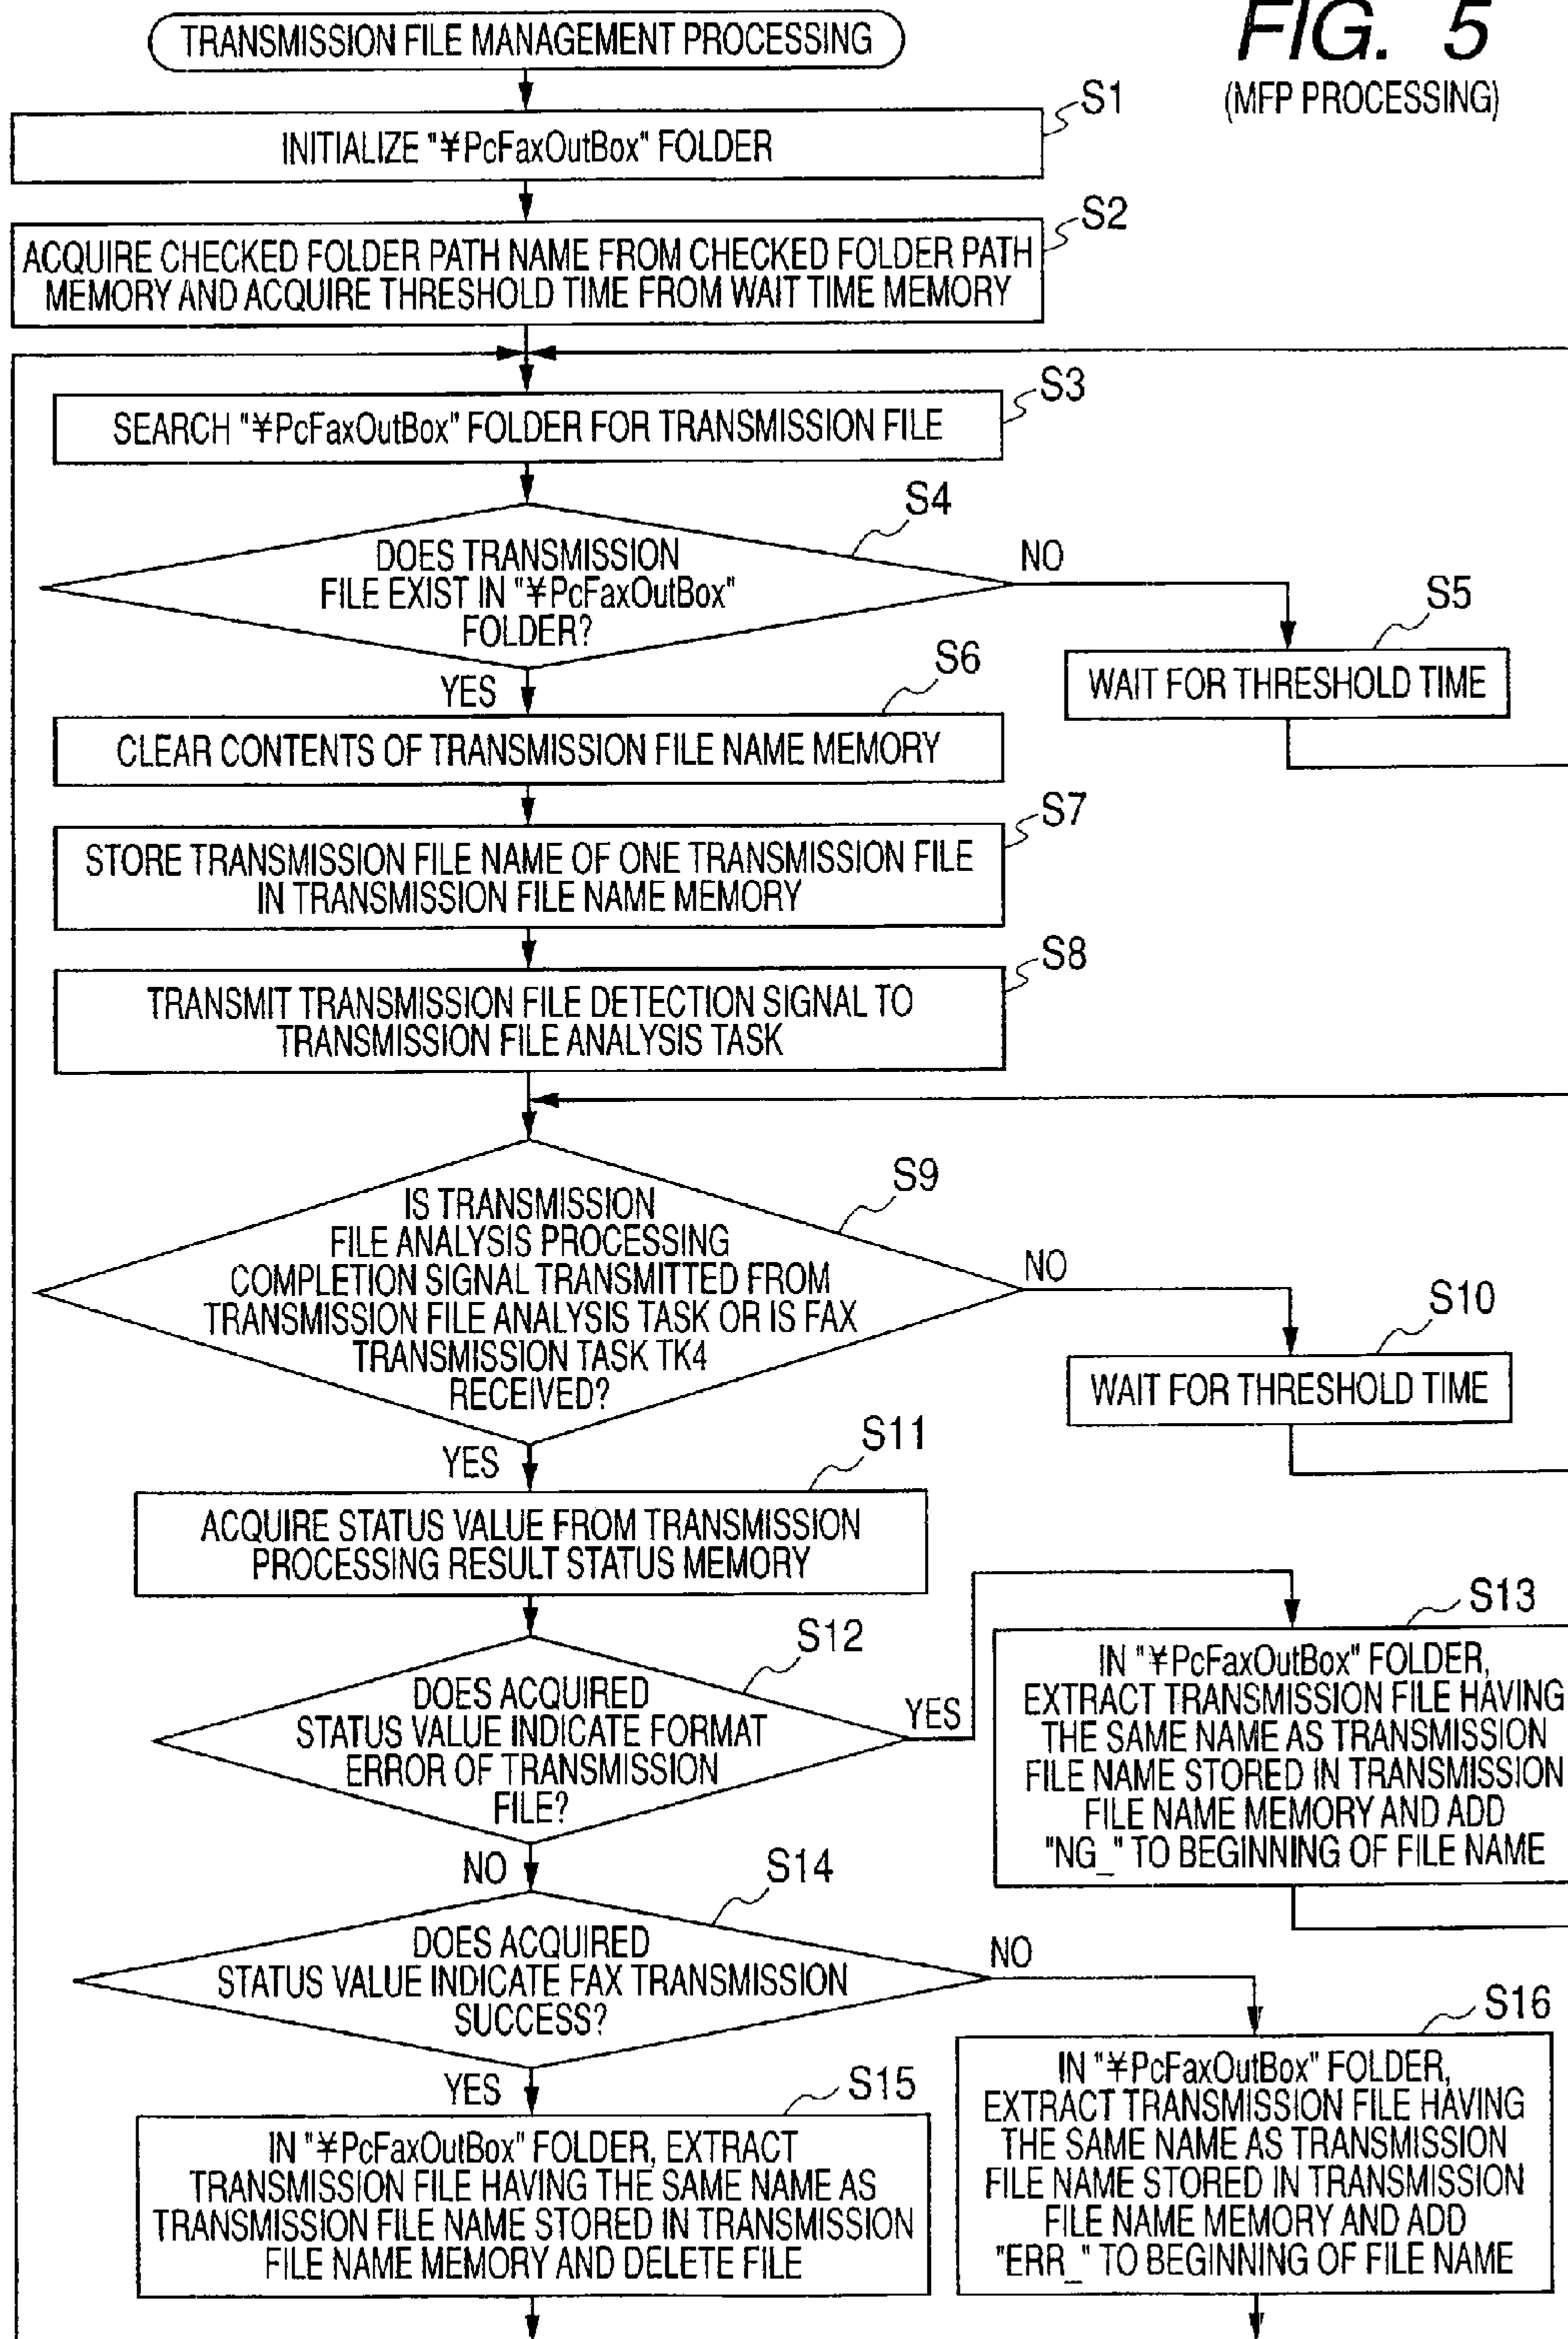 FIG. 5
(MFP PROCESSING)
TRANSMISSION FILE MANAGEMENT PROCESSING
S1
INITIALIZE "¥PcFaxOutBox" FOLDER
S2
ACQUIRE CHECKED FOLDER PATH NAME FROM CHECKED FOLDER PATH
MEMORY AND ACQUIRE THRESHOLD TIME FROM WAIT TIME MEMORY
S3
SEARCH "¥PcFaxOutBox" FOLDER FOR TRANSMISSION FILE
S4
DOES TRANSMISSION
FILE EXIST IN "¥PcFaxOutBox"
FOLDER?
NO
S5
WAIT FOR THRESHOLD TIME
YES
S6
CLEAR CONTENTS OF TRANSMISSION FILE NAME MEMORY
S7
STORE TRANSMISSION FILE NAME OF ONE TRANSMISSION FILE
IN TRANSMISSION FILE NAME MEMORY
S8
TRANSMIT TRANSMISSION FILE DETECTION SIGNAL TO
TRANSMISSION FILE ANALYSIS TASK
S9
IS TRANSMISSION
FILE ANALYSIS PROCESSING
COMPLETION SIGNAL TRANSMITTED FROM
TRANSMISSION FILE ANALYSIS TASK OR IS FAX
TRANSMISSION TASK TK4
RECEIVED?
NO
S10
WAIT FOR THRESHOLD TIME
YES
S11
ACQUIRE STATUS VALUE FROM TRANSMISSION
PROCESSING RESULT STATUS MEMORY
S12
DOES ACQUIRED
STATUS VALUE INDICATE FORMAT
ERROR OF TRANSMISSION
FILE?
YES
S13
IN "¥PcFaxOutBox" FOLDER,
EXTRACT TRANSMISSION FILE HAVING
THE SAME NAME AS TRANSMISSION
FILE NAME STORED IN TRANSMISSION
FILE NAME MEMORY AND ADD
"NG_" TO BEGINNING OF FILE NAME
NO
S14
DOES ACQUIRED
STATUS VALUE INDICATE FAX TRANSMISSION
SUCCESS?
NO
YES
S15
IN "¥PcFaxOutBox" FOLDER, EXTRACT
TRANSMISSION FILE HAVING THE SAME NAME AS
TRANSMISSION FILE NAME STORED IN TRANSMISSION
FILE NAME MEMORY AND DELETE FILE
S16
IN "¥PcFaxOutBox" FOLDER,
EXTRACT TRANSMISSION FILE HAVING
THE SAME NAME AS TRANSMISSION
FILE NAME STORED IN TRANSMISSION
FILE NAME MEMORY AND ADD
"ERR_" TO BEGINNING OF FILE NAME